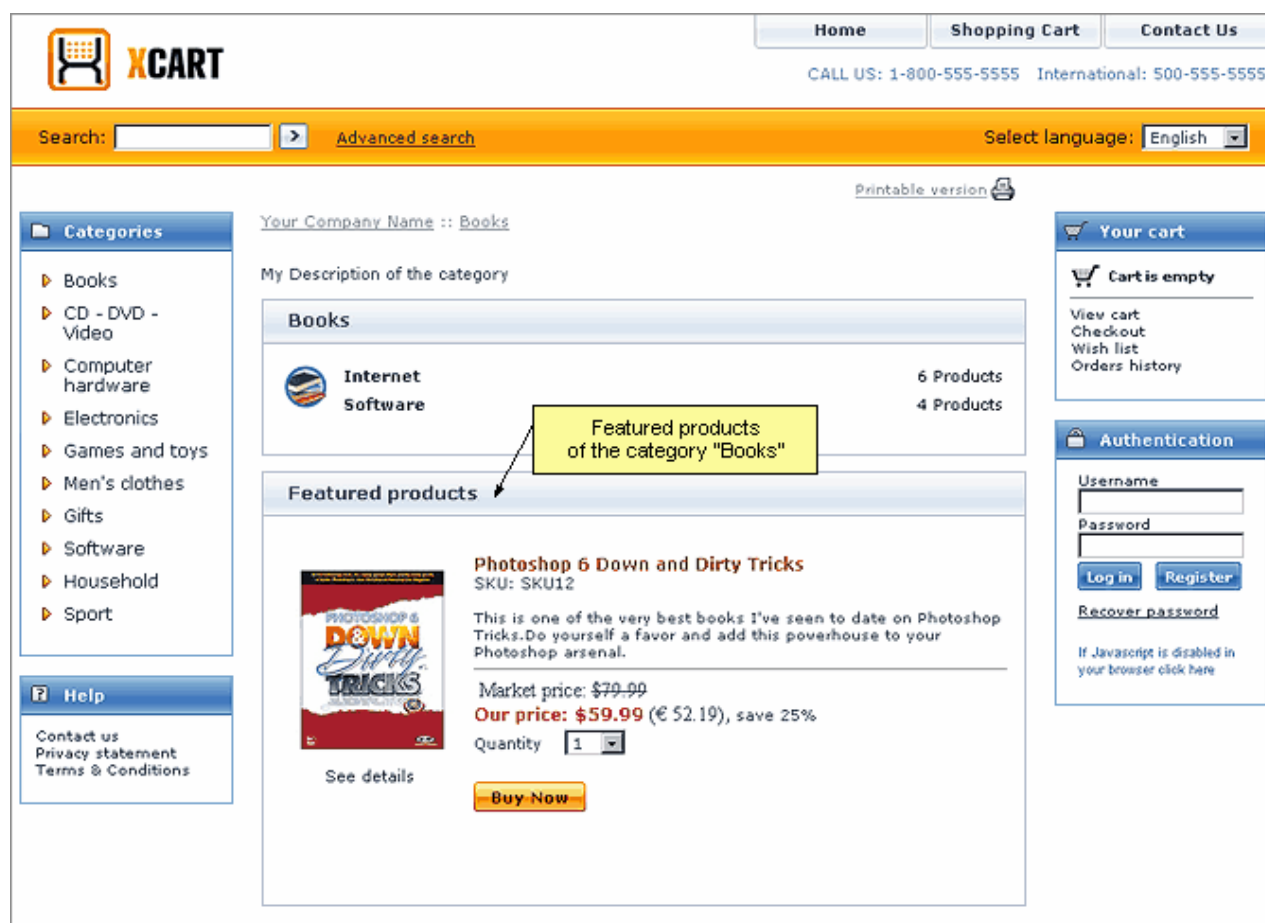 XCART
Home
Shopping Cart
Contact Us
CALL US: 1-800-555-5555 International: 500-555-5555
Search:
Advanced search
Select language: English
Printable version
Categories
Books
CD - DVD -
Video
Computer
hardware
Electronics
Games and toys
Men's clothes
Gifts
Software
Household
Sport
Help
Contact us
Privacy statement
Terms & Conditions
Your Company Name :: Books
My Description of the category
Books
Internet 6 Products
Software 4 Products
Featured products
of the category "Books"
Featured products
PHOTOSHOP 6
DOWN
Dirty
TRICKS
See details
Photoshop 6 Down and Dirty Tricks
SKU: SKU12
This is one of the very best books I've seen to date on Photoshop
Tricks.Do yourself a favor and add this powerhouse to your
Photoshop arsenal.
Market price: $79.99
Our price: $59.99 (€ 52.19), save 25%
Quantity 1
Buy Now
Your cart
Cart is empty
View cart
Checkout
Wish list
Orders history
Authentication
Username
Password
Log in Register
Recover password
If Javascript is disabled in
your browser click here